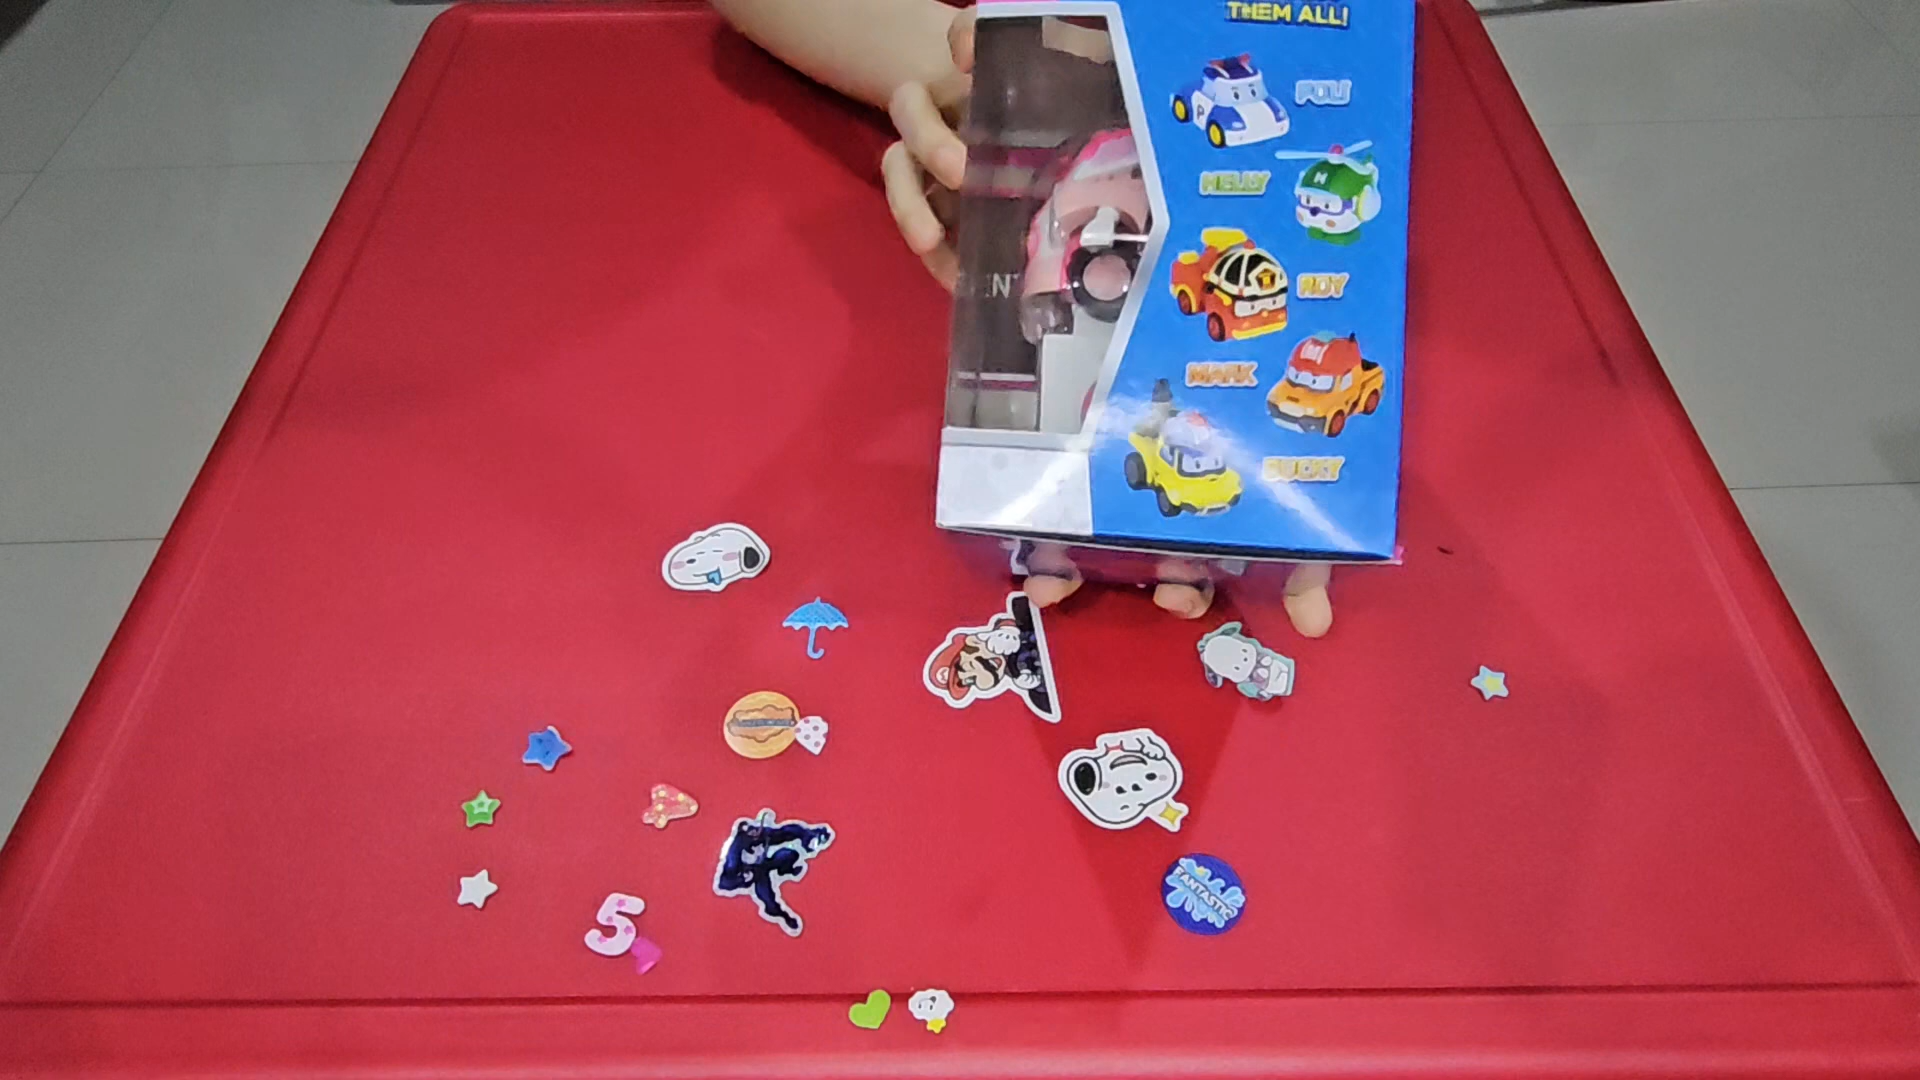 THEM ALL!
POLI
HELLY
ROY
MARK
BUCKY
P
H
M
5
FANTASTIC